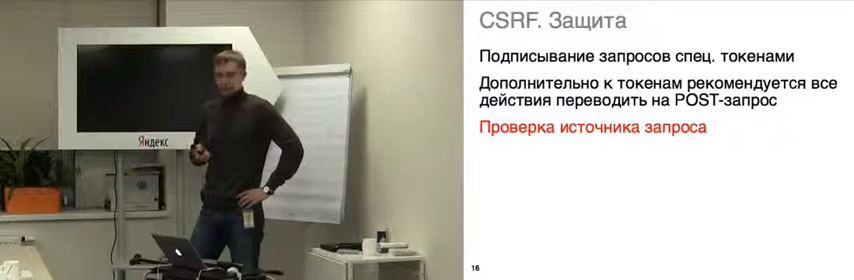 Яндекс
CSRF. Защита
Подписывание запросов спец. токенами
Дополнительно к токенам рекомендуется все
действия переводить на POST-запрос
Проверка источника запроса
16